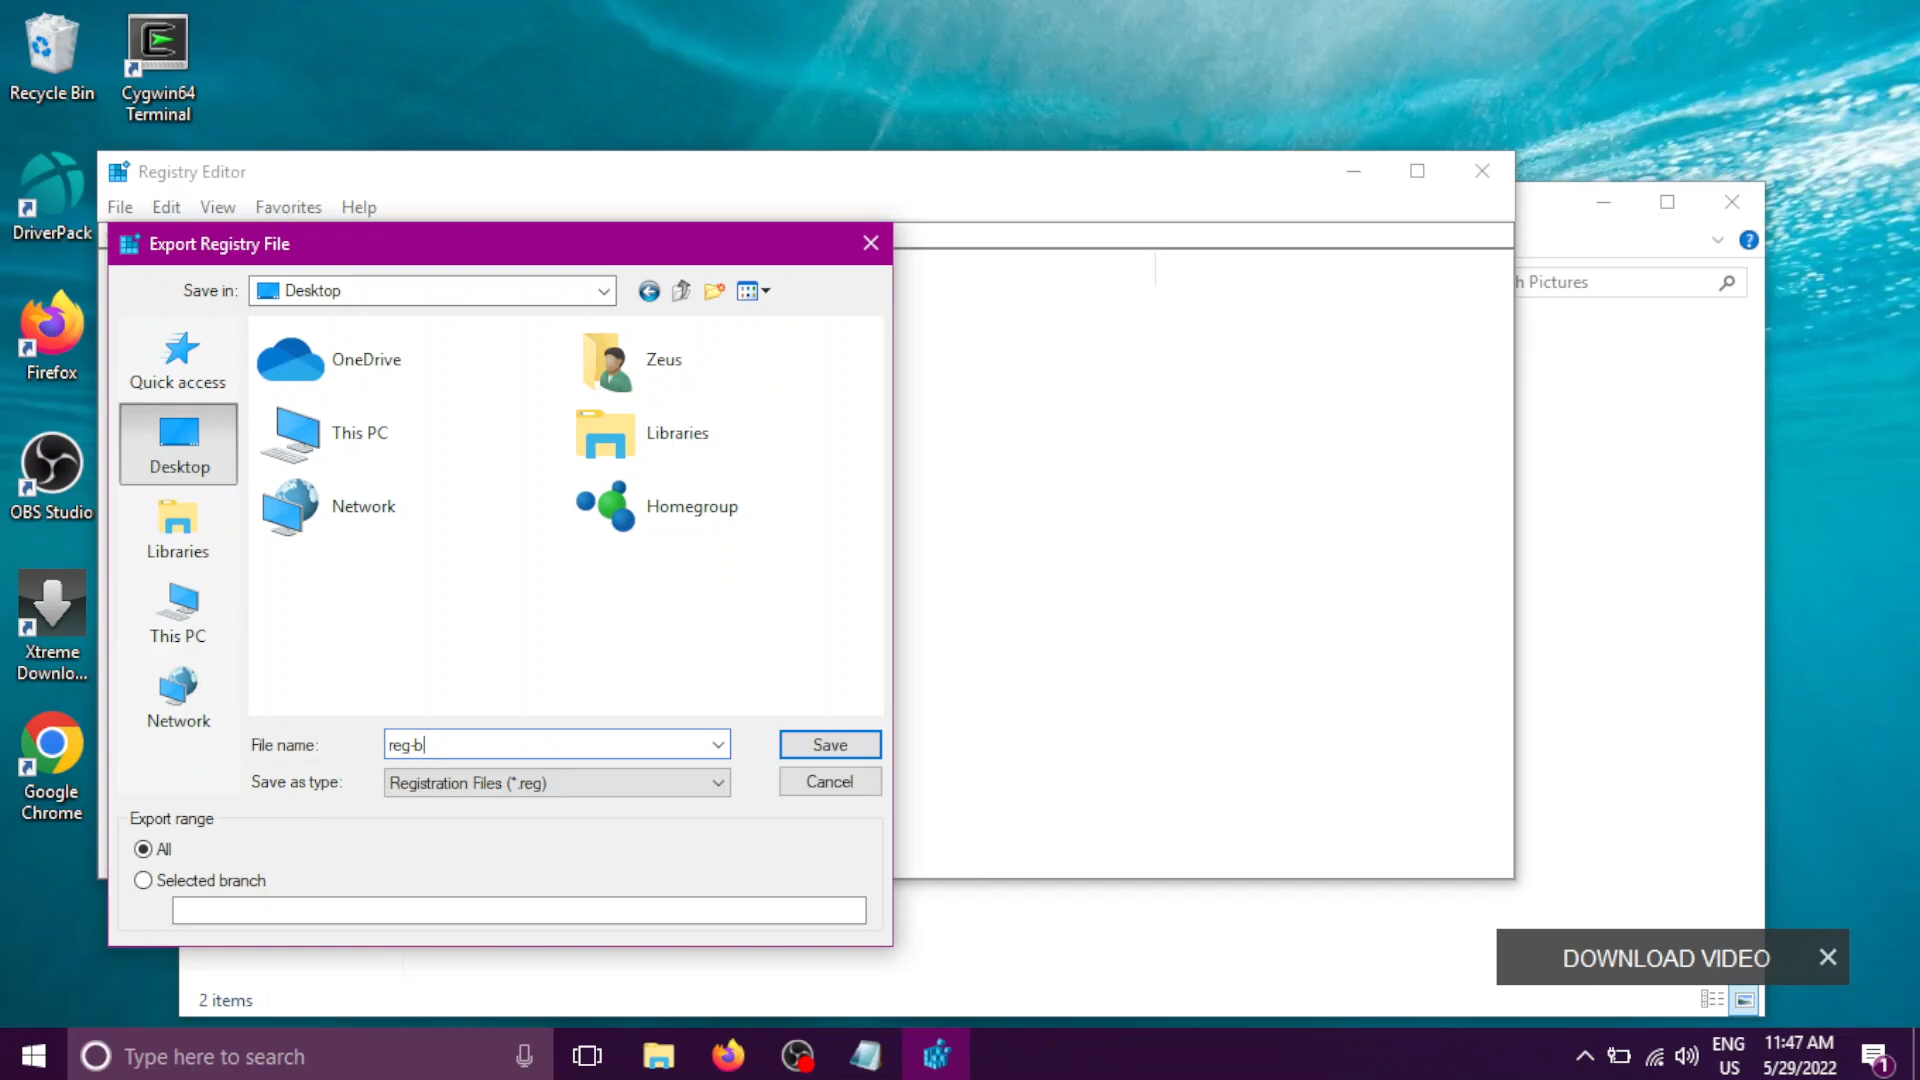 Recycle Bin
Cygwin64
Terminal
DriverPack
Firefox
OBS Studio
Xtreme
Downlo...
Google
Chrome
Registry Editor
File Edit View Favorites Help
Export Registry File
Save in: Desktop
Quick access
Desktop
Libraries
This PC
Network
OneDrive
Zeus
This PC
Libraries
Network
Homegroup
File name: reg-b
Save
Save as type: Registration Files (*.reg)
Cancel
Export range
All
Selected branch
h Pictures
DOWNLOAD VIDEO
2 items
Type here to search
ENG
US
11:47 AM
5/29/2022
1